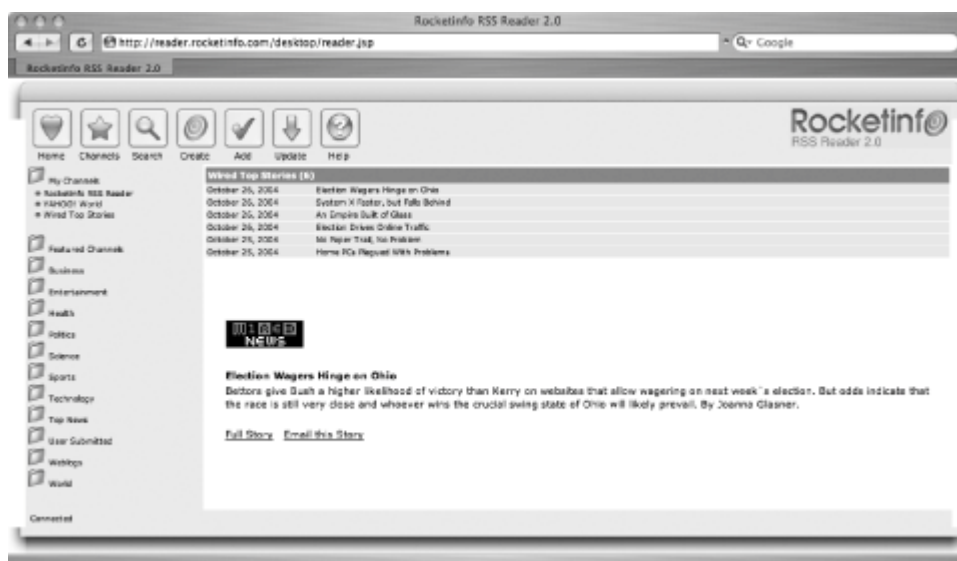 Rocketinfo RSS Reader 2.0
http://reader.rocketinfo.com/desktop/reader.jsp
Google
Rocketinfo RSS Reader 2.0
Rocketinfo
RSS Reader 2.0
Home Channels Search Create Add Update Help
My Channels
Rocketinfo RSS Reader
YAHOO! World
Wired Top Stories
Featured Channels
Business
Entertainment
Health
Politics
Science
Sports
Technology
Top News
User Submitted
Weblogs
World
Connected
Wired Top Stories (6)
October 26, 2004 Election Wagers Hinge on Ohio
October 26, 2004 System X Faster, but Falls Behind
October 26, 2004 An Empire Built of Glass
October 26, 2004 Election Drives Online Traffic
October 25, 2004 No Paper Trail, No Problem
October 25, 2004 Home PCs Plagued With Problems
WIRED
NEWS
Election Wagers Hinge on Ohio
Bettors give Bush a higher likelihood of victory than Kerry on websites that allow wagering on next week`s election. But odds indicate that
the race is still very close and whoever wins the crucial swing state of Ohio will likely prevail. By Joanna Glasner.
Full Story Email this Story